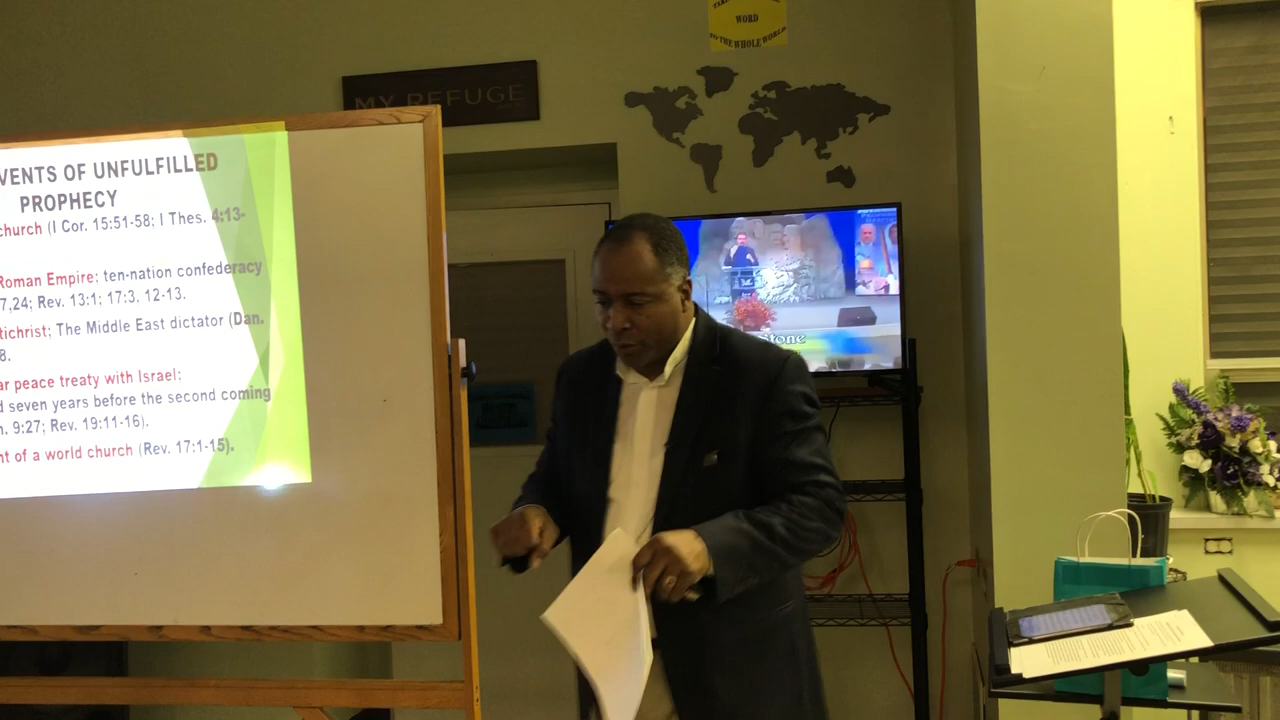 WORD
TO THE WHOLE WORLD
MY REFUGE
VENTS OF UNFULFILLED
PROPHECY
church (I Cor. 15:51-58; I Thes. 4:13-
Roman Empire: ten-nation confederacy
7,24; Rev. 13:1; 17:3, 12-13.
tichrist; The Middle East dictator (Dan.
8.
ar peace treaty with Israel:
d seven years before the second coming
n. 9:27; Rev. 19:11-16).
nt of a world church (Rev. 17:1-15).
Stone